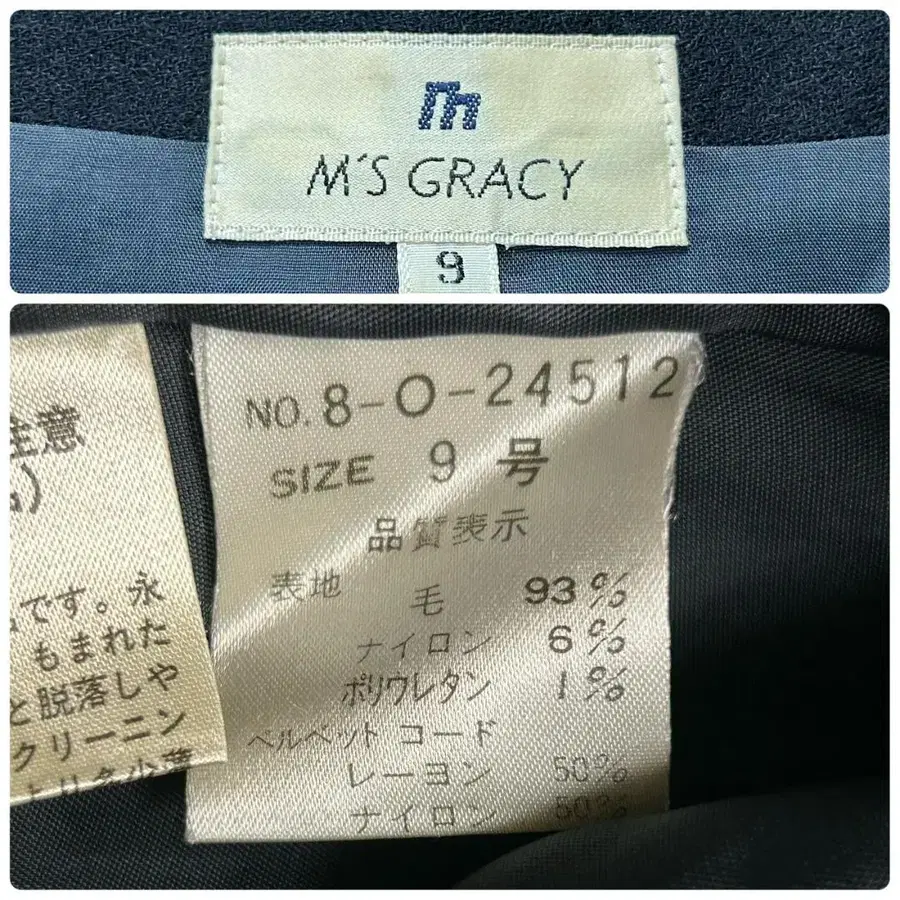 M'S GRACY
9
NO. 8-O-24512
SIZE 9 号
品質表示
表地 毛 93%
ナイロン 6%
ポリウレタン 1%
ベルベット コード
レーヨン 50%
ナイロン 50%
注意
です。永
もまれた
と脱落しや
クリーニン